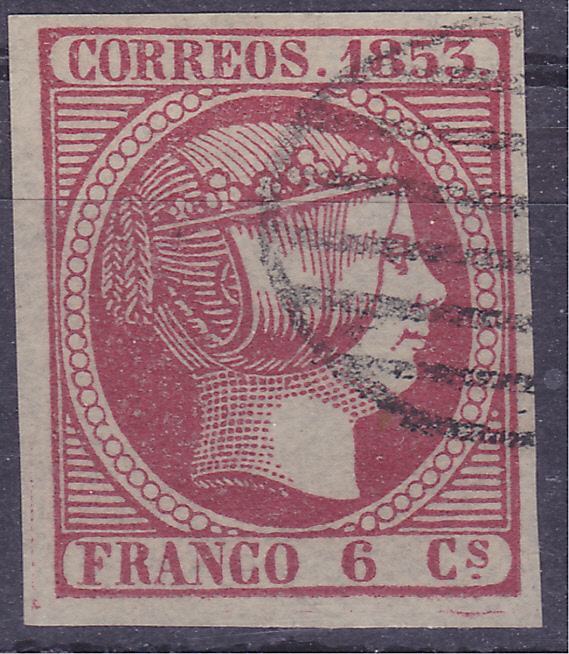 CORREOS. 1853
FRANCO 6 Cs.